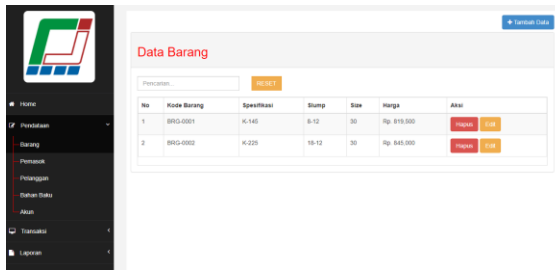 + Tambah Data
Data Barang
Pencarian... RESET
No Kode Barang Spesifikasi Slump Size Harga Aksi
1 BRG-0001 K-145 8-12 30 Rp. 819,500 Hapus Edit
2 BRG-0002 K-225 10-12 30 Rp. 845,000 Hapus Edit
Home
Pendataan
Barang
Pemasok
Pelanggan
Bahan Baku
Akun
Transaksi
Laporan